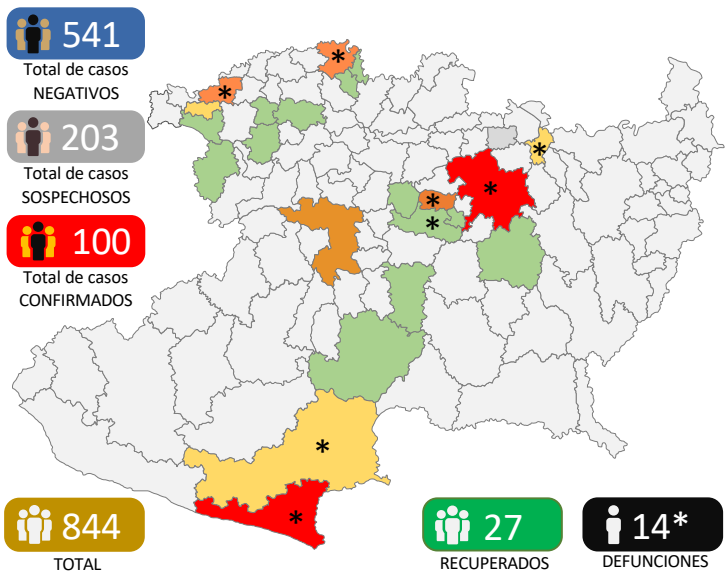 541
Total de casos
NEGATIVOS
203
Total de casos
SOSPECHOSOS
100
Total de casos
CONFIRMADOS
*
*
*
*
*
*
*
*
844
TOTAL
27
RECUPERADOS
14*
DEFUNCIONES